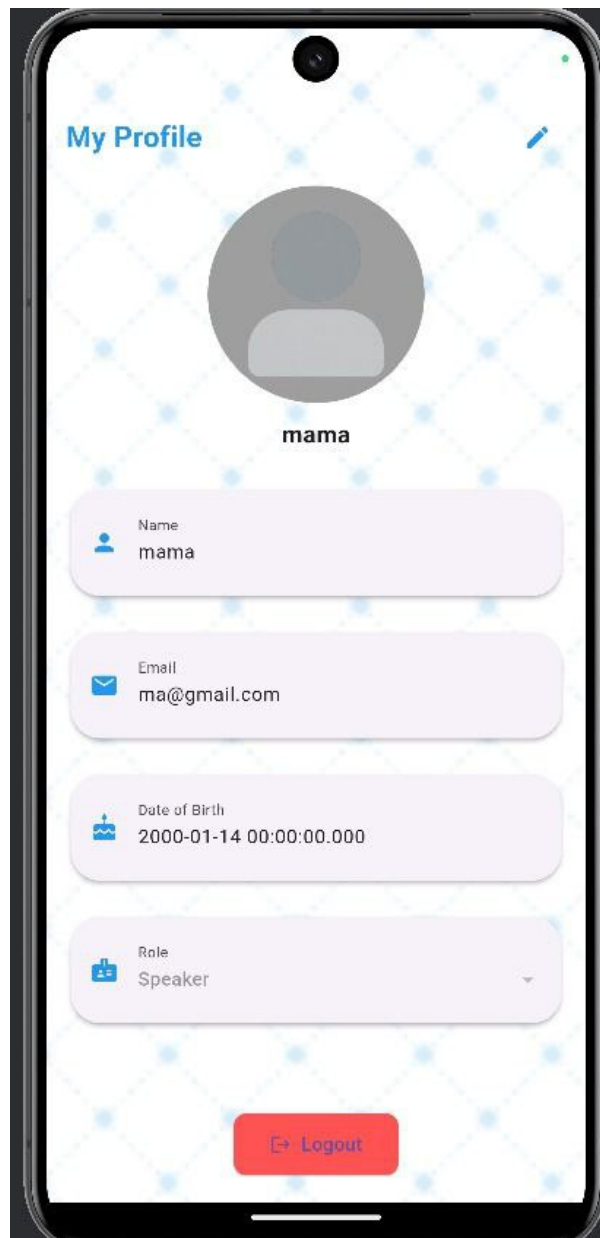 My Profile
mama
Name
mama
Email
ma@gmail.com
Date of Birth
2000-01-14 00:00:00.000
Role
Speaker
Logout